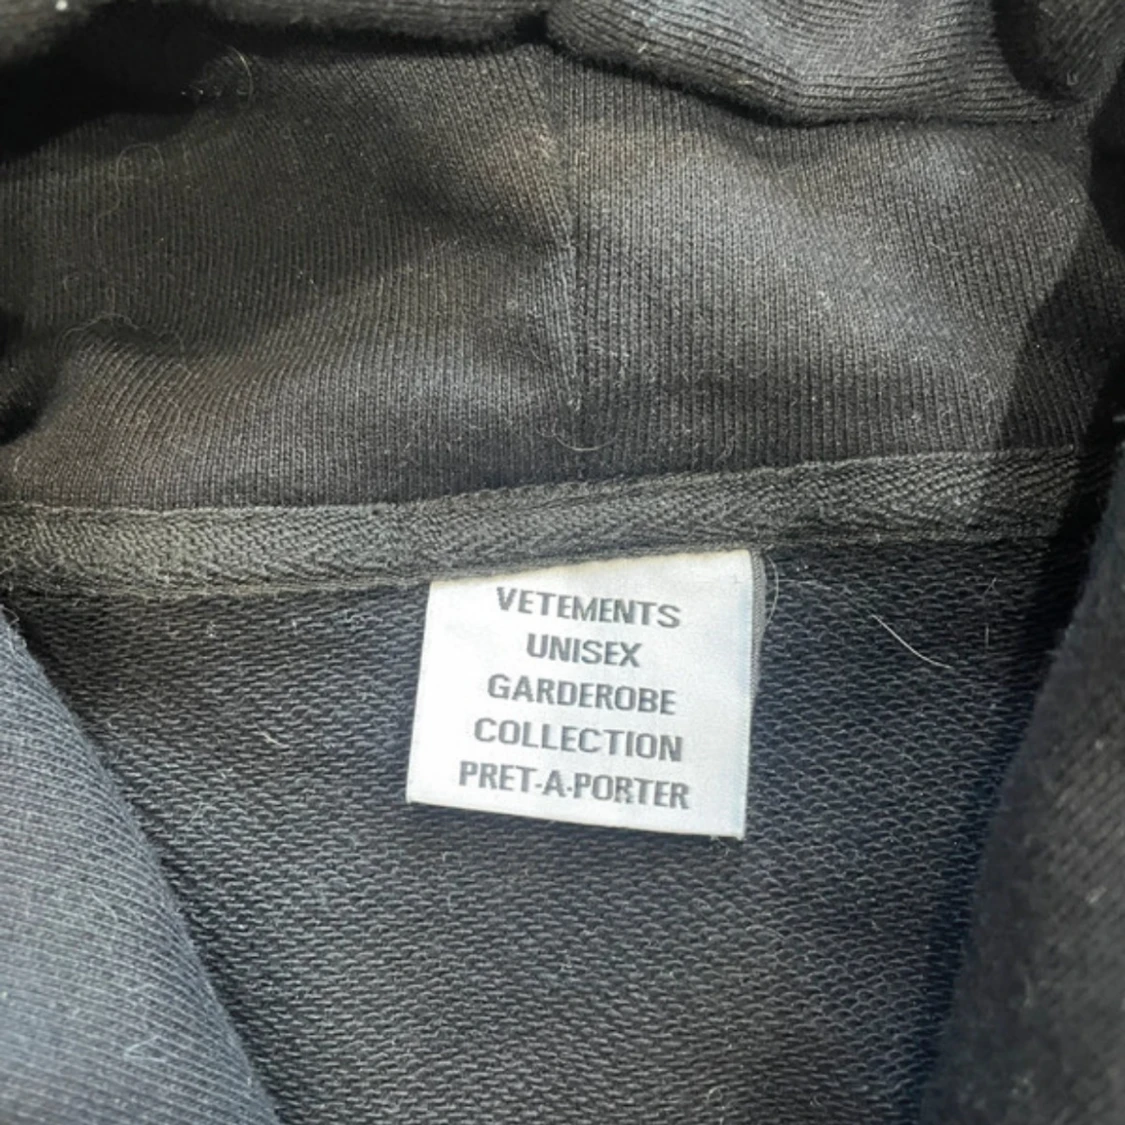 VETEMENTS
UNISEX
GARDEROBE
COLLECTION
PRET-A-PORTER